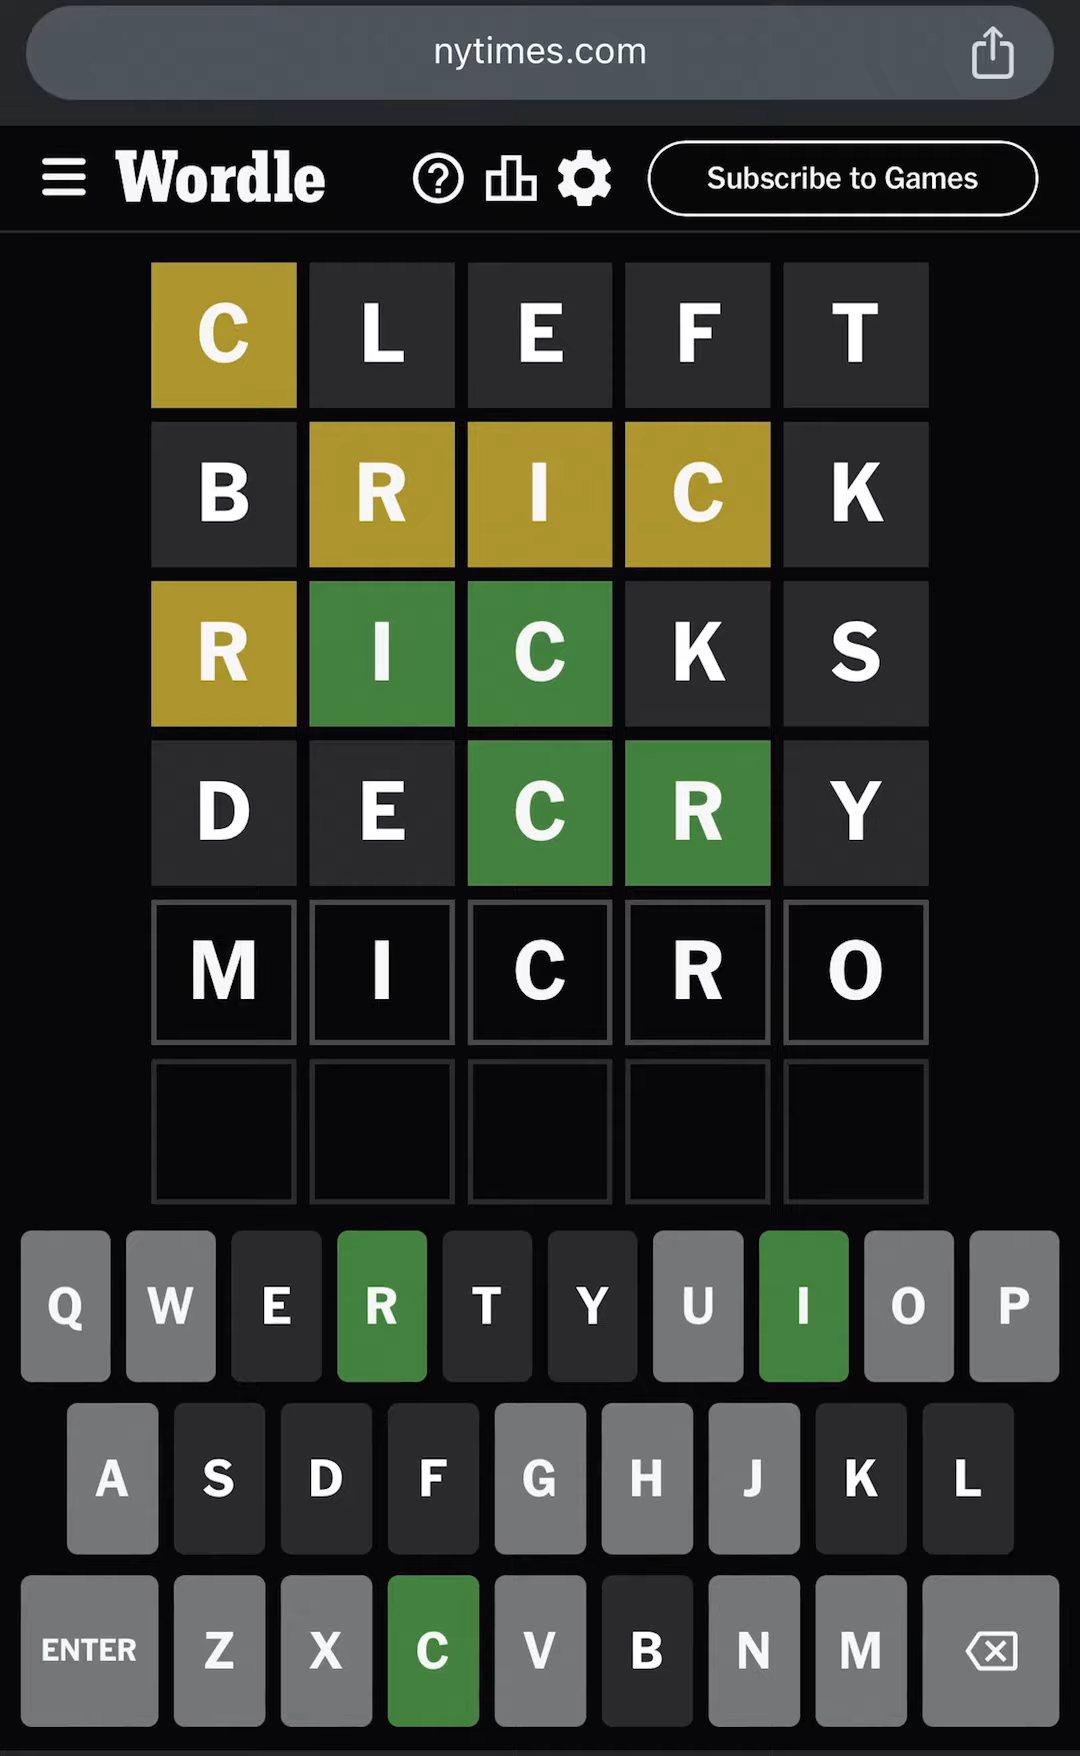 nytimes.com
Wordle Subscribe to Games
C L E F T
B R I C K
R I C K S
D E C R Y
M I C R O
Q W E R T Y U I O P
A S D F G H J K L
ENTER Z X C V B N M